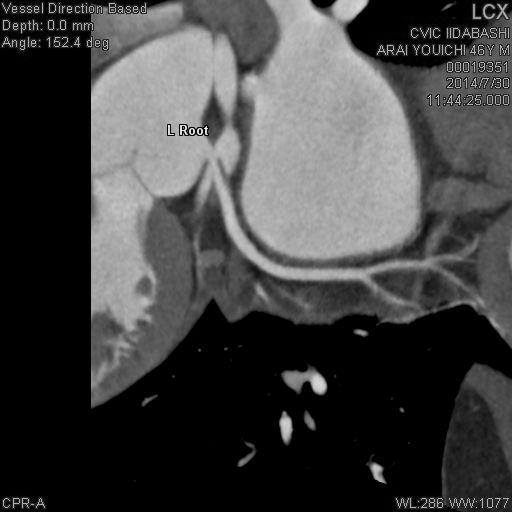 Vessel Direction Based
Depth: 0.0 mm
Angle: 152.4 deg
LCX
CVIC IIDABASHI
ARAI YOUICHI 46Y M
00019351
2014/7/30
11:44:25.000
L Root
CPR-A
WL:286 WW:1077